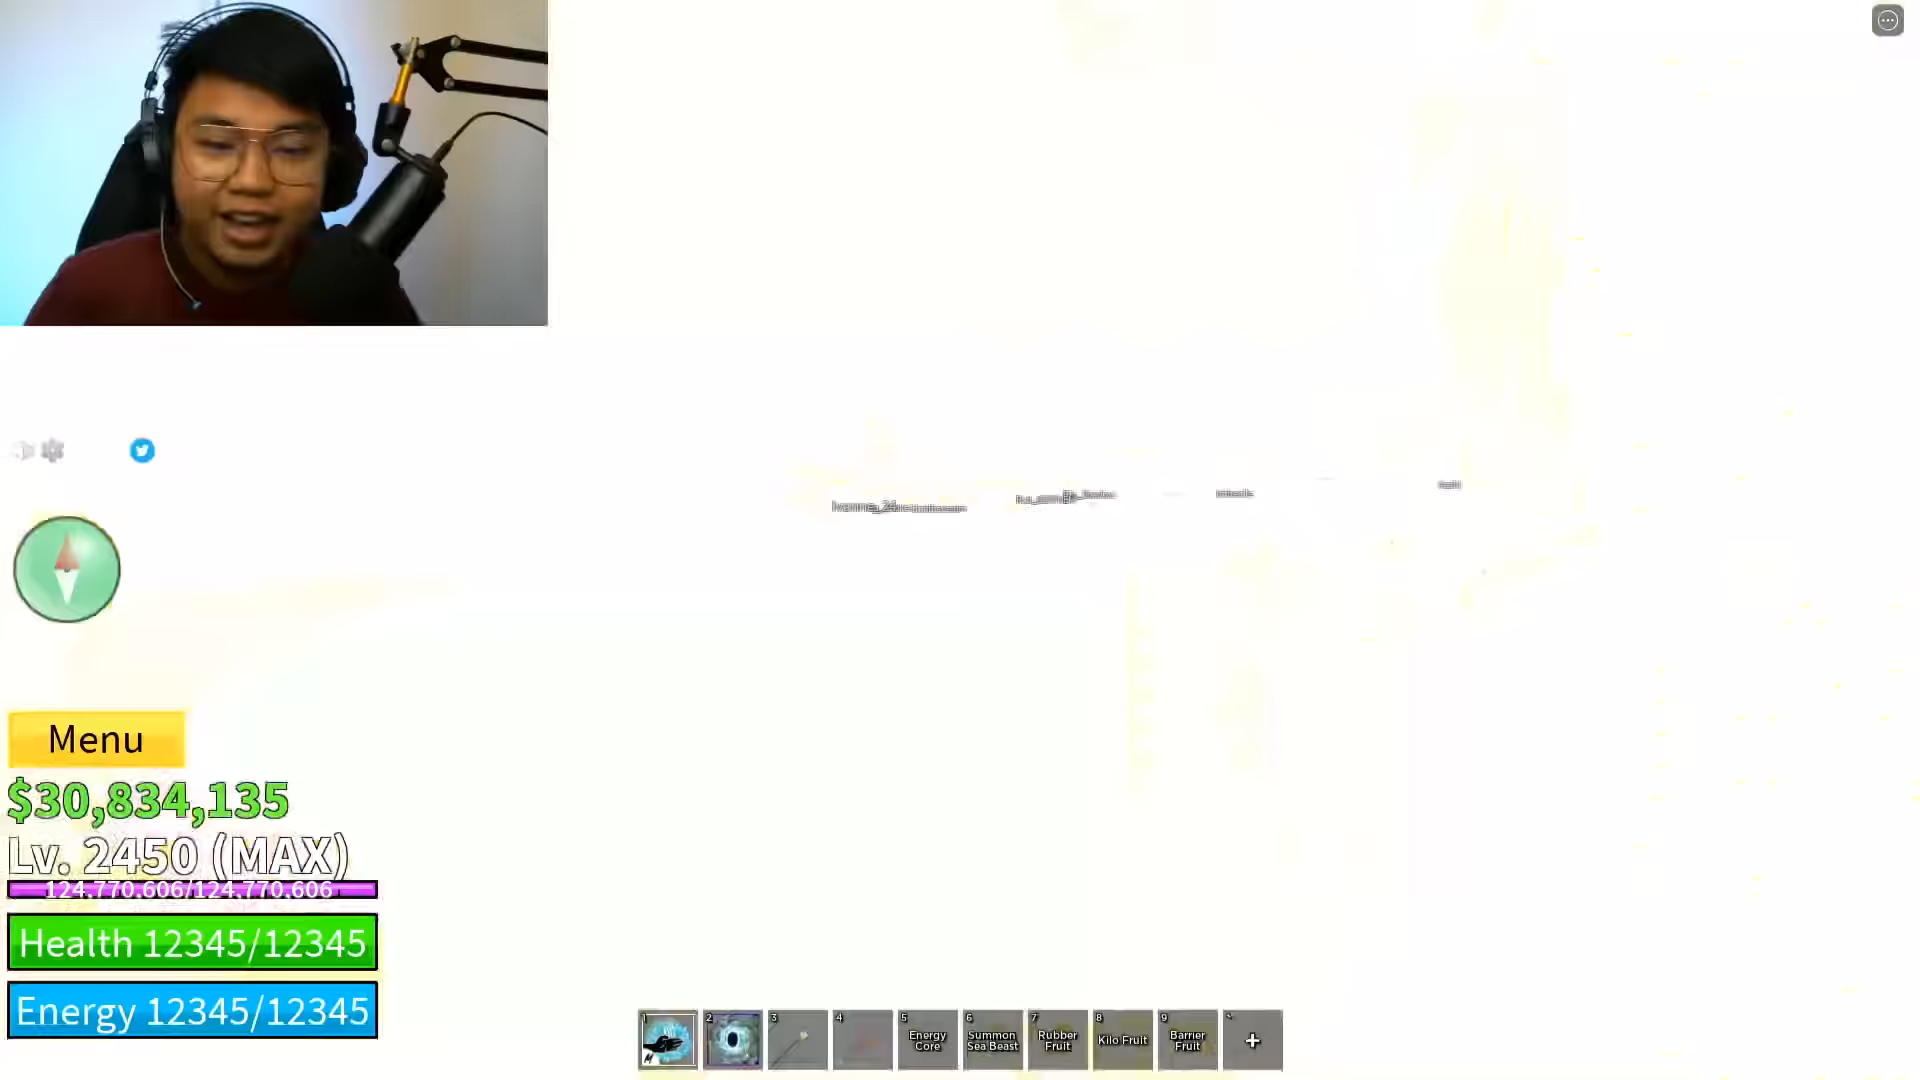 Menu
$30,834,135
Lv. 2450 (MAX)
124,770,606/124,770,606
Health 12345/12345
Energy 12345/12345
1
2
3
4
5 Energy Core
6 Summon Sea Beast
7 Rubber Fruit
8 Kilo Fruit
9 Barrier Fruit
+